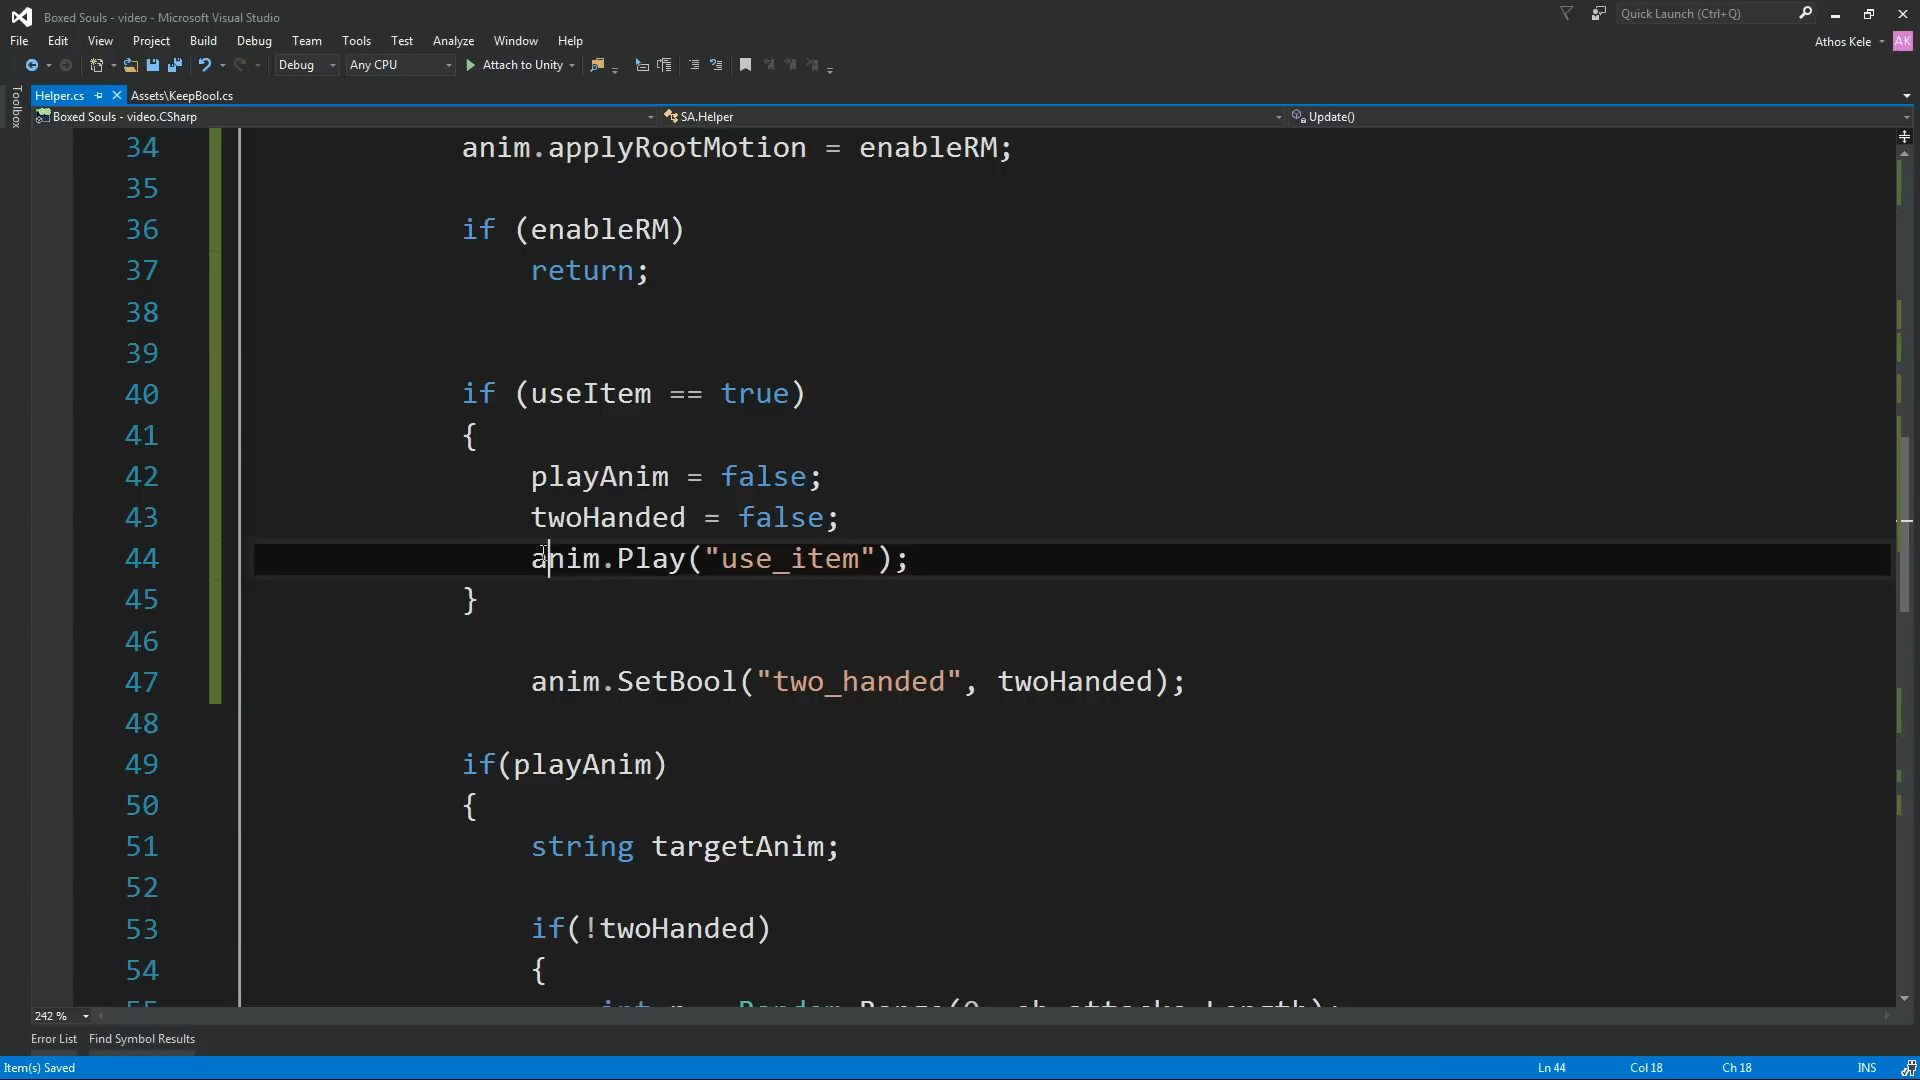 Boxed Souls - video - Microsoft Visual Studio
Quick Launch (Ctrl+Q)
File Edit View Project Build Debug Team Tools Test Analyze Window Help
Athos Kele AK
Debug Any CPU Attach to Unity
Helper.cs Assets\KeepBool.cs
Toolbox
Boxed Souls - video.CSharp SA.Helper Update()
34 anim.applyRootMotion = enableRM;
35
36 if (enableRM)
37 return;
38
39
40 if (useItem == true)
41 {
42 playAnim = false;
43 twoHanded = false;
44 anim.Play("use_item");
45 }
46
47 anim.SetBool("two_handed", twoHanded);
48
49 if(playAnim)
50 {
51 string targetAnim;
52
53 if(!twoHanded)
54 {
242 %
Error List Find Symbol Results
Item(s) Saved Ln 44 Col 18 Ch 18 INS